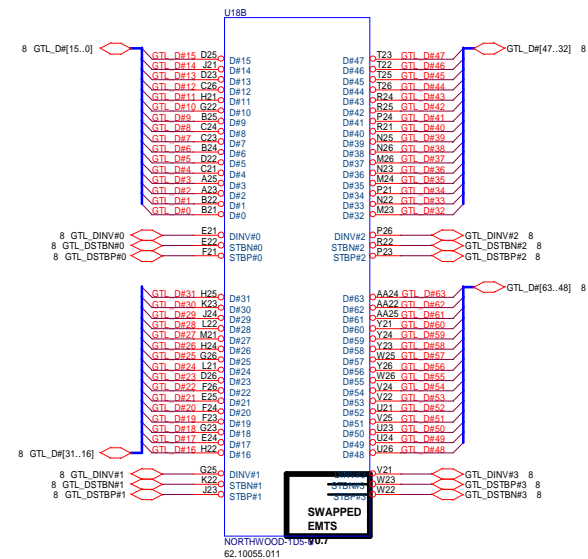 U18B
8 GTL_D#[15..0]
GTL_D#[47..32] 8
GTL_D#15 D25 D#15
GTL_D#14 J21 D#14
GTL_D#13 D23 D#13
GTL_D#12 C26 D#12
GTL_D#11 H21 D#11
GTL_D#10 G22 D#10
GTL_D#9 B25 D#9
GTL_D#8 C24 D#8
GTL_D#7 C23 D#7
GTL_D#6 B24 D#6
GTL_D#5 D22 D#5
GTL_D#4 C21 D#4
GTL_D#3 A25 D#3
GTL_D#2 A23 D#2
GTL_D#1 B22 D#1
GTL_D#0 B21 D#0
D#47 T23 GTL_D#47
D#46 T22 GTL_D#46
D#45 T25 GTL_D#45
D#44 T26 GTL_D#44
D#43 R24 GTL_D#43
D#42 R25 GTL_D#42
D#41 P24 GTL_D#41
D#40 R21 GTL_D#40
D#39 N25 GTL_D#39
D#38 N26 GTL_D#38
D#37 M26 GTL_D#37
D#36 N23 GTL_D#36
D#35 M24 GTL_D#35
D#34 P21 GTL_D#34
D#33 N22 GTL_D#33
D#32 M23 GTL_D#32
8 GTL_DINV#0 E21 DINV#0
8 GTL_DSTBN#0 E22 STBN#0
8 GTL_DSTBP#0 F21 STBP#0
DINV#2 P26 GTL_DINV#2 8
STBN#2 R22 GTL_DSTBN#2 8
STBP#2 P23 GTL_DSTBP#2 8
GTL_D#[63..48] 8
GTL_D#31 H25 D#31
GTL_D#30 K23 D#30
GTL_D#29 J24 D#29
GTL_D#28 L22 D#28
GTL_D#27 M21 D#27
GTL_D#26 H24 D#26
GTL_D#25 G26 D#25
GTL_D#24 L21 D#24
GTL_D#23 D26 D#23
GTL_D#22 F26 D#22
GTL_D#21 E25 D#21
GTL_D#20 F24 D#20
GTL_D#19 F23 D#19
GTL_D#18 G23 D#18
GTL_D#17 E24 D#17
GTL_D#16 H22 D#16
8 GTL_D#[31..16]
D#63 AA24 GTL_D#63
D#62 AA22 GTL_D#62
D#61 AA25 GTL_D#61
D#60 Y21 GTL_D#60
D#59 Y24 GTL_D#59
D#58 Y23 GTL_D#58
D#57 W25 GTL_D#57
D#56 Y26 GTL_D#56
D#55 W26 GTL_D#55
D#54 V24 GTL_D#54
D#53 V22 GTL_D#53
D#52 U21 GTL_D#52
D#51 V25 GTL_D#51
D#50 U23 GTL_D#50
D#49 U24 GTL_D#49
D#48 U26 GTL_D#48
8 GTL_DINV#1 G25 DINV#1
8 GTL_DSTBN#1 K22 STBN#1
8 GTL_DSTBP#1 J23 STBP#1
DINV#3 V21 GTL_DINV#3 8
STBN#3 W23 GTL_DSTBP#3 8
STBP#3 W22 GTL_DSTBN#3 8
SWAPPED
EMTS
NORTHWOOD-1D5-U
62.10055.011